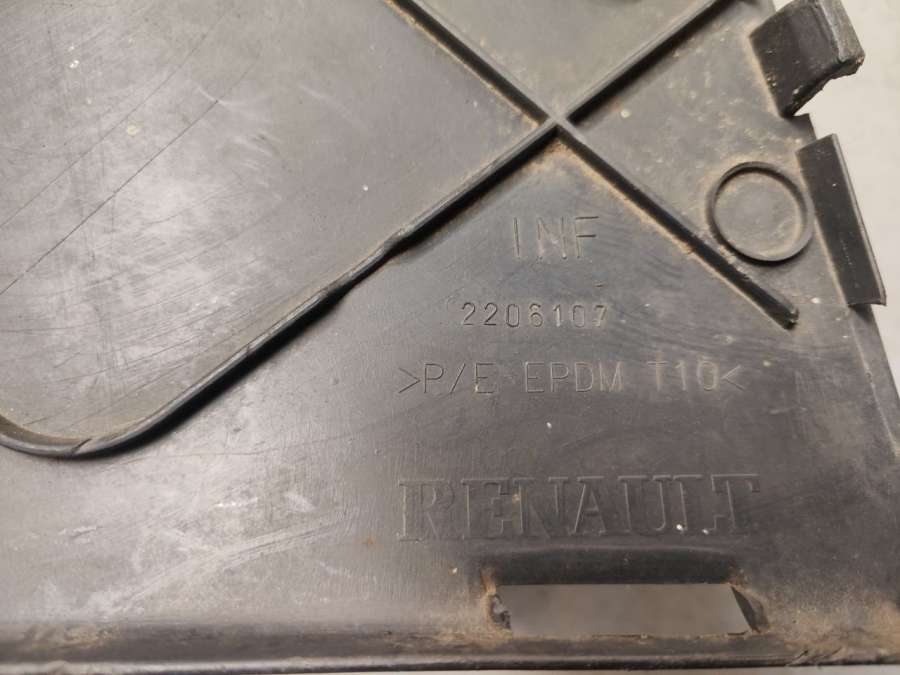 INF
2206107
>P/E EPDM T10<
RENAULT